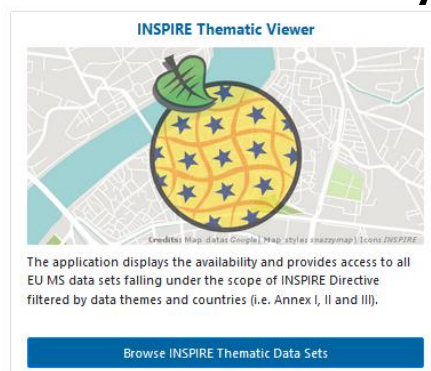 INSPIRE Thematic Viewer
Credits: Map datas Google| Map styles snazzymap| Icons INSPIRE
The application displays the availability and provides access to all
EU MS data sets falling under the scope of INSPIRE Directive
filtered by data themes and countries (i.e. Annex I, II and III).
Browse INSPIRE Thematic Data Sets